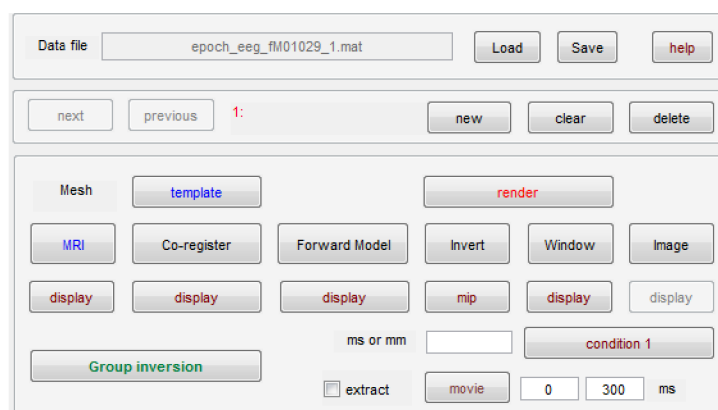 Data file epoch_eeg_fM01029_1.mat Load Save help
next previous 1: new clear delete
Mesh template render
MRI Co-register Forward Model Invert Window Image
display display display mip display display
ms or mm condition 1
Group inversion
extract movie 0 300 ms